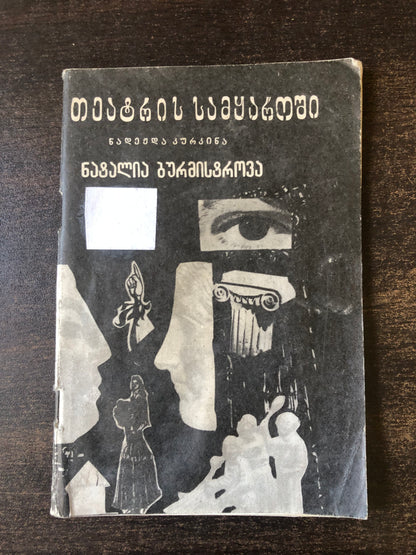 თეატრის სამყაროში
ნადეჟდა კურკინა
ნატალია ბურმისტროვა